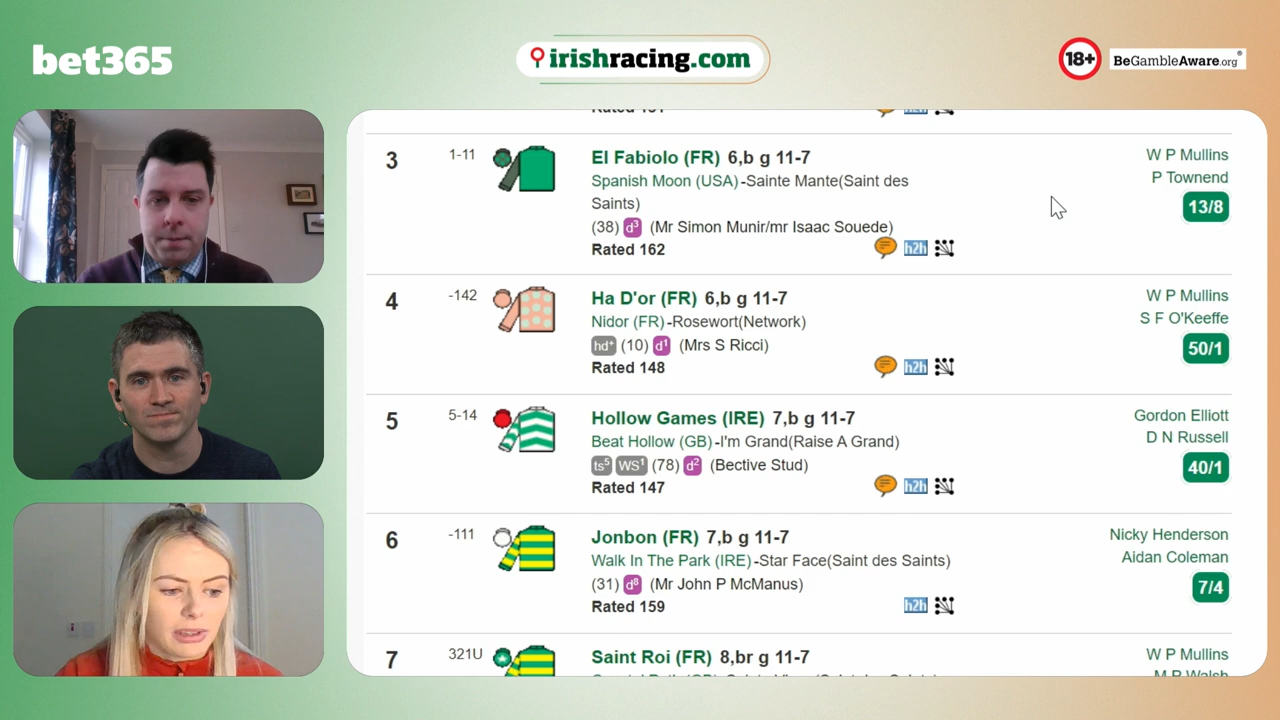 bet365
irishracing.com
18+
BeGambleAware.org®
3
1-11
El Fabiolo (FR) 6,b g 11-7
W P Mullins
Spanish Moon (USA)-Sainte Mante(Saint des
P Townend
Saints)
13/8
(38) d3 (Mr Simon Munir/mr Isaac Souede)
Rated 162
h2h
4
-142
Ha D'or (FR) 6,b g 11-7
W P Mullins
Nidor (FR)-Rosewort(Network)
S F O'Keeffe
hd+ (10) d1 (Mrs S Ricci)
50/1
Rated 148
h2h
5
5-14
Hollow Games (IRE) 7,b g 11-7
Gordon Elliott
Beat Hollow (GB)-I'm Grand(Raise A Grand)
D N Russell
ts5 WS1 (78) d2 (Bective Stud)
40/1
Rated 147
h2h
6
-111
Jonbon (FR) 7,b g 11-7
Nicky Henderson
Walk In The Park (IRE)-Star Face(Saint des Saints)
Aidan Coleman
(31) d8 (Mr John P McManus)
7/4
Rated 159
h2h
7
321U
Saint Roi (FR) 8,br g 11-7
W P Mullins